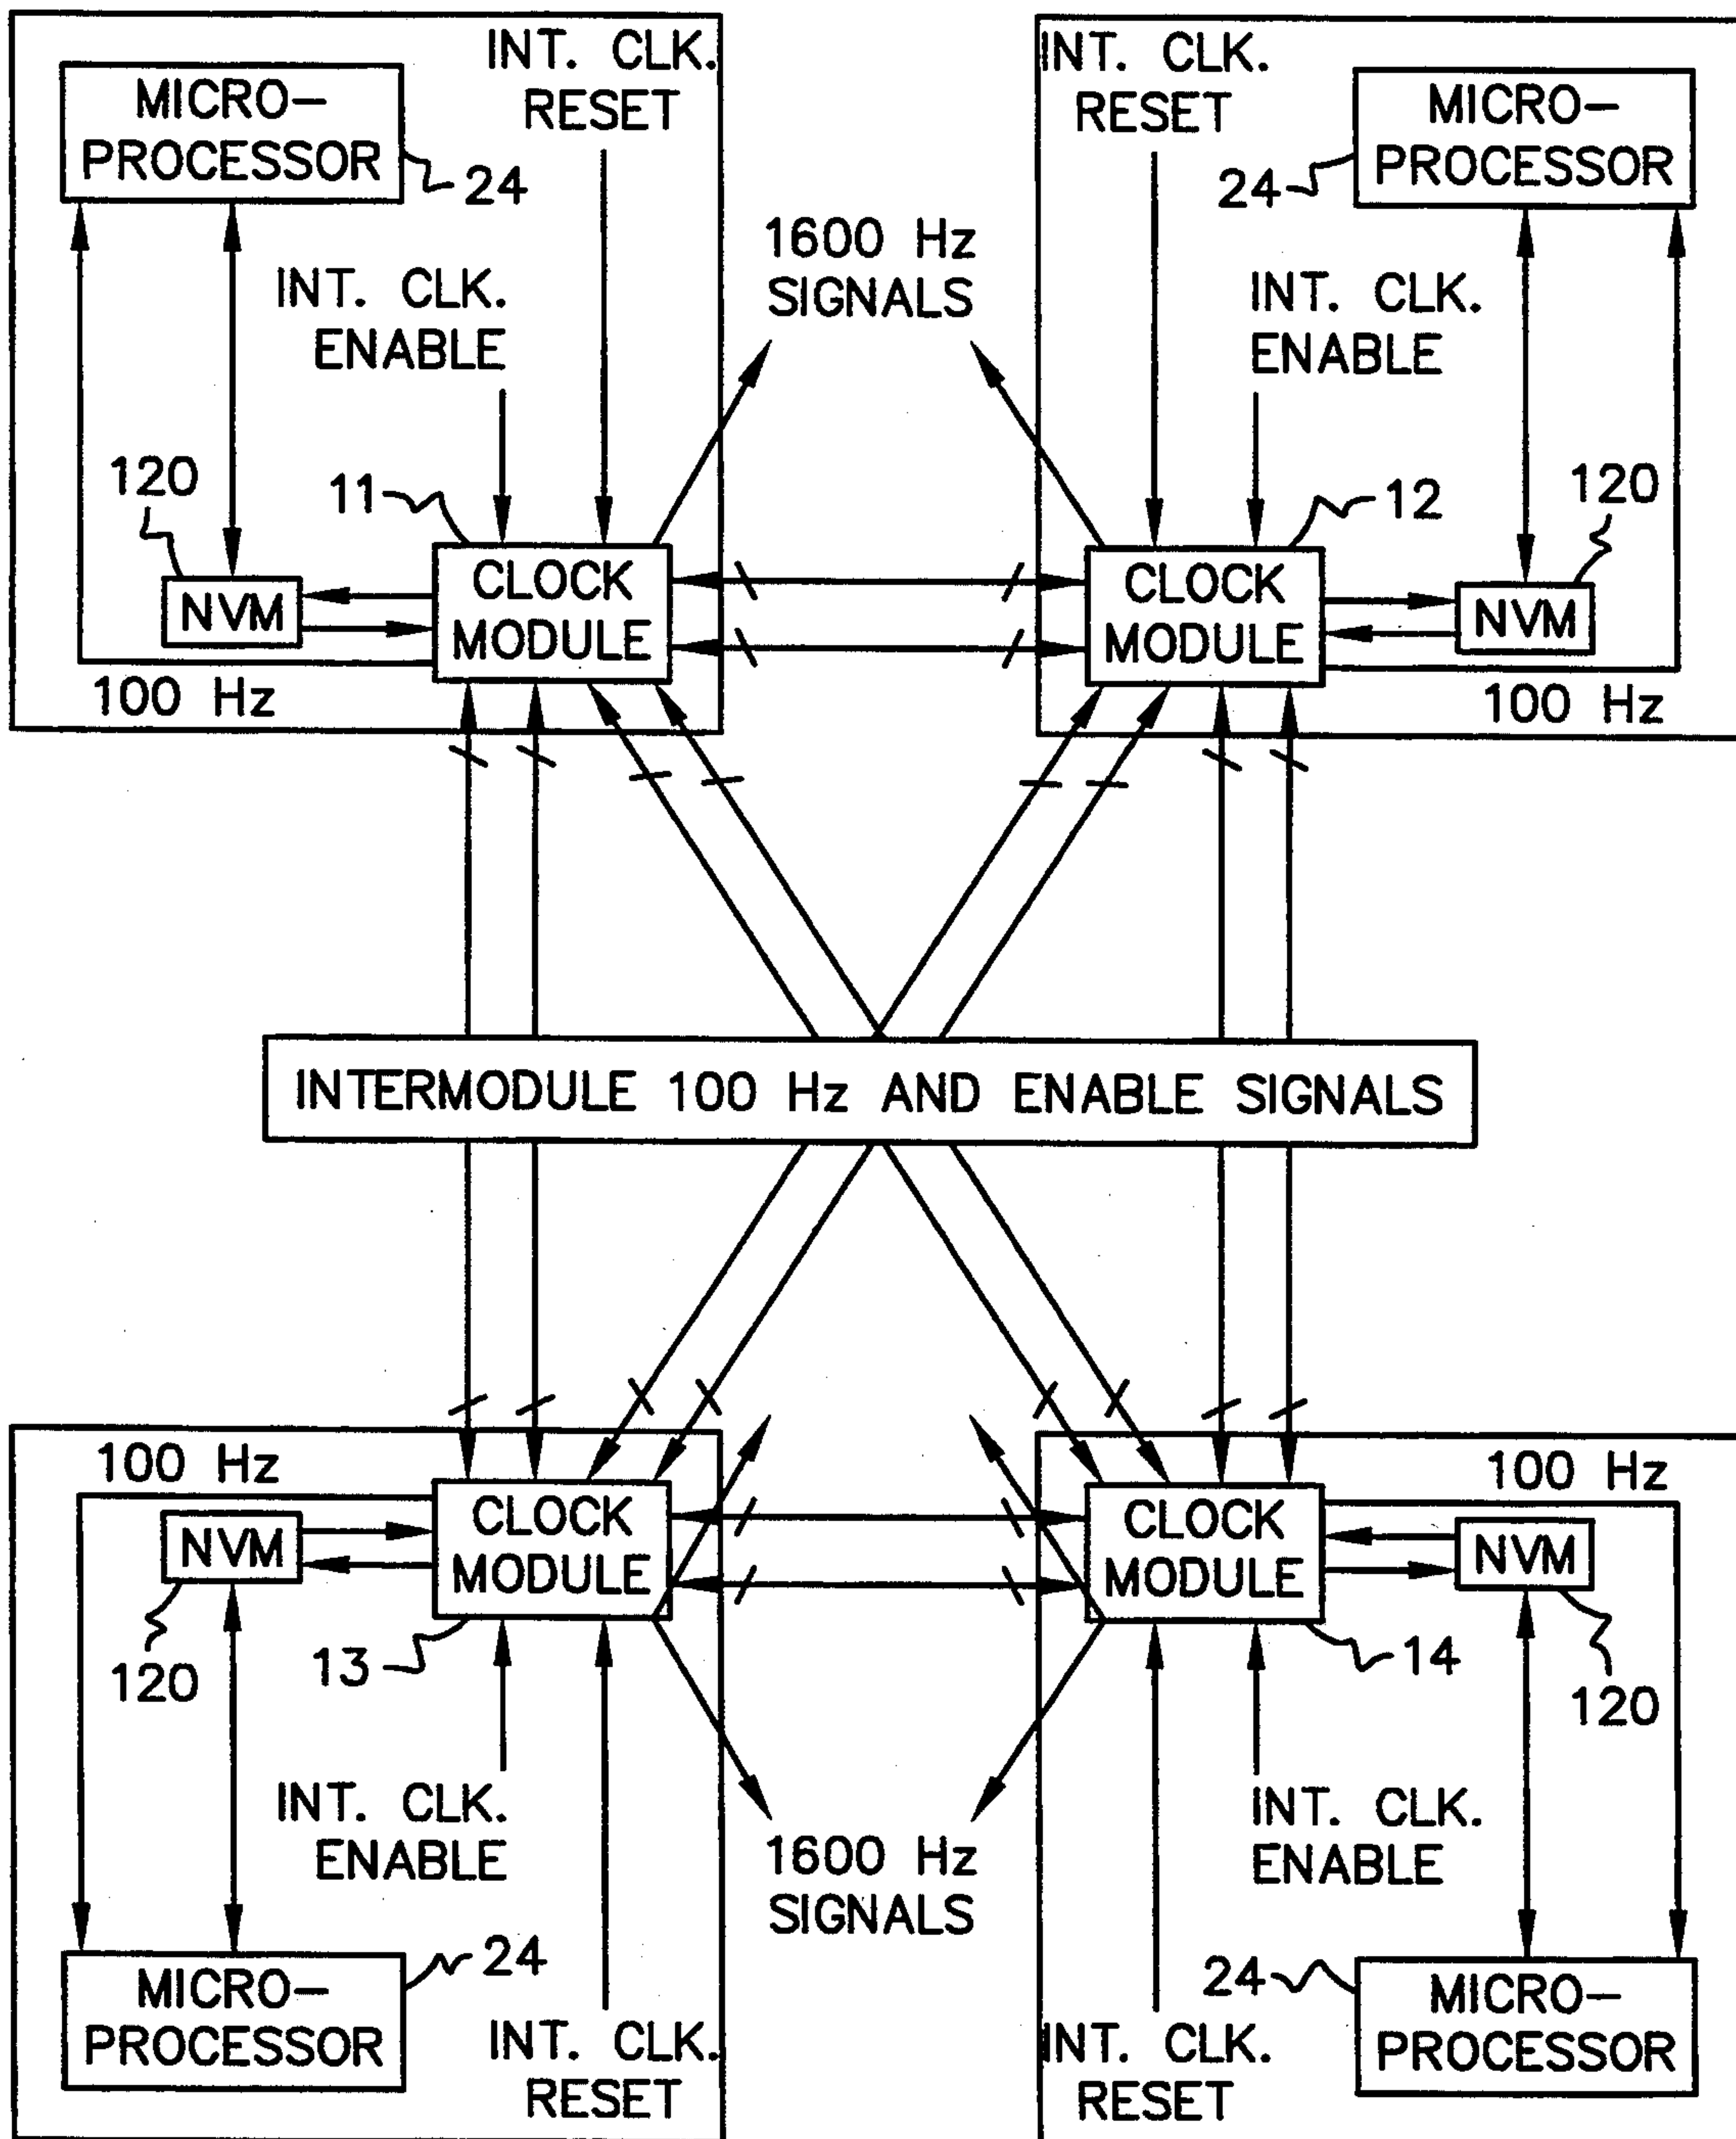 INT. CLK.
RESET
MICRO-
PROCESSOR
24
INT. CLK.
ENABLE
120
11
CLOCK
MODULE
NVM
100 Hz
1600 Hz
SIGNALS
INT. CLK.
RESET
MICRO-
PROCESSOR
24
INT. CLK.
ENABLE
12
120
CLOCK
MODULE
NVM
100 Hz
INTERMODULE 100 Hz AND ENABLE SIGNALS
100 Hz
NVM
CLOCK
MODULE
120
13
INT. CLK.
ENABLE
24
MICRO-
PROCESSOR
INT. CLK.
RESET
1600 Hz
SIGNALS
100 Hz
CLOCK
MODULE
NVM
14
120
INT. CLK.
ENABLE
24
MICRO-
PROCESSOR
INT. CLK.
RESET